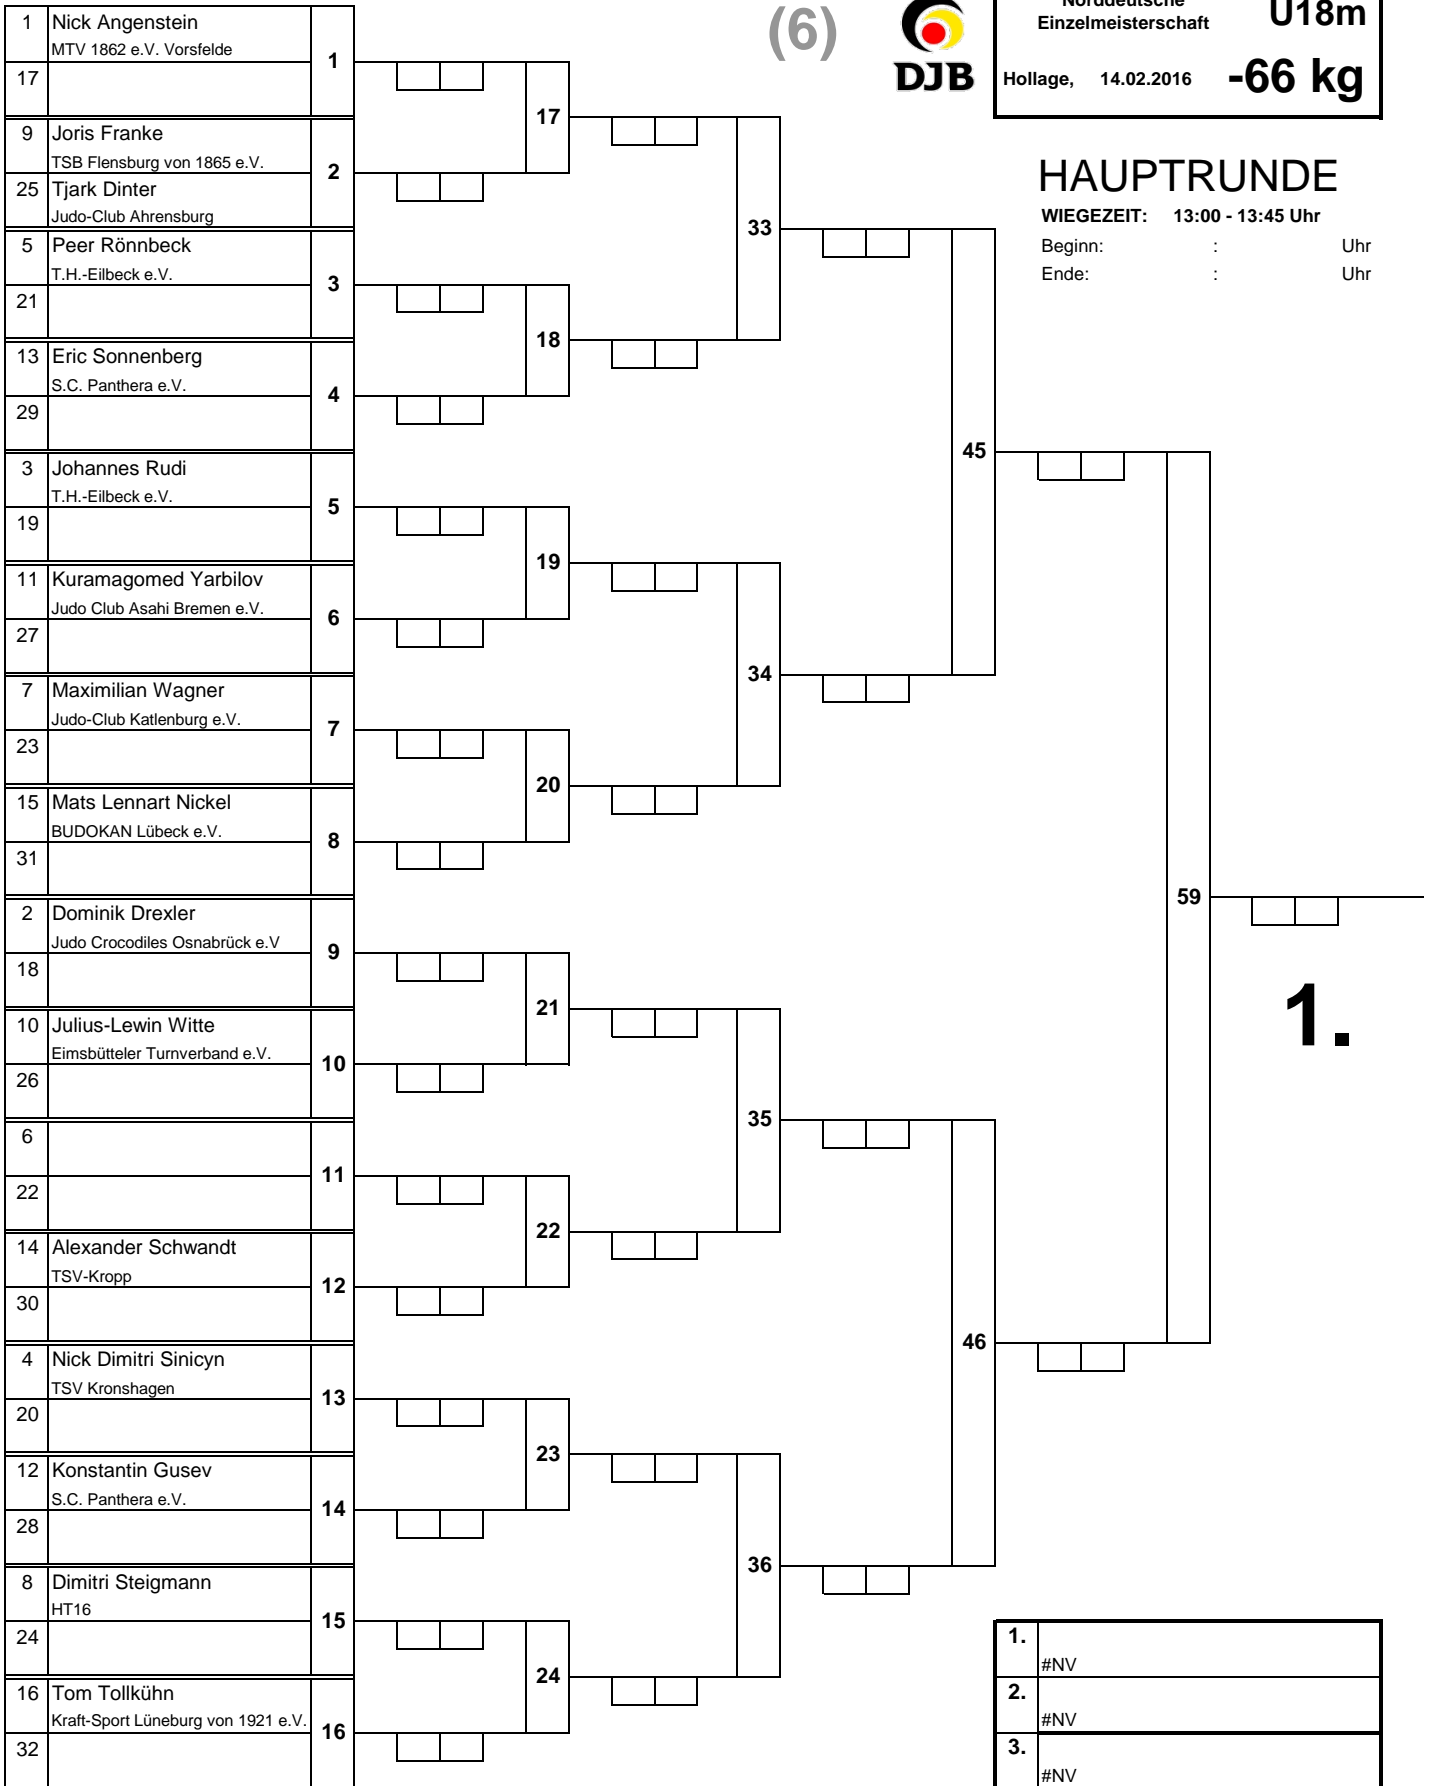 (6)
DJB
Norddeutsche
Einzelmeisterschaft
U18m
Hollage, 14.02.2016 -66 kg
HAUPTRUNDE
WIEGEZEIT: 13:00 - 13:45 Uhr
Beginn: : Uhr
Ende: : Uhr
1 Nick Angenstein
MTV 1862 e.V. Vorsfelde
1
17
9 Joris Franke
TSB Flensburg von 1865 e.V.
2
25 Tjark Dinter
Judo-Club Ahrensburg
5 Peer Rönnbeck
T.H.-Eilbeck e.V.
3
21
13 Eric Sonnenberg
S.C. Panthera e.V.
4
29
3 Johannes Rudi
T.H.-Eilbeck e.V.
5
19
11 Kuramagomed Yarbilov
Judo Club Asahi Bremen e.V.
6
27
7 Maximilian Wagner
Judo-Club Katlenburg e.V.
7
23
15 Mats Lennart Nickel
BUDOKAN Lübeck e.V.
8
31
2 Dominik Drexler
Judo Crocodiles Osnabrück e.V
9
18
10 Julius-Lewin Witte
Eimsbütteler Turnverband e.V.
10
26
6
11
22
14 Alexander Schwandt
TSV-Kropp
12
30
4 Nick Dimitri Sinicyn
TSV Kronshagen
13
20
12 Konstantin Gusev
S.C. Panthera e.V.
14
28
8 Dimitri Steigmann
HT16
15
24
16 Tom Tollkühn
Kraft-Sport Lüneburg von 1921 e.V.
16
32
17
18
19
20
21
22
23
24
33
34
35
36
45
46
59
1.
1.
#NV
2.
#NV
3.
#NV